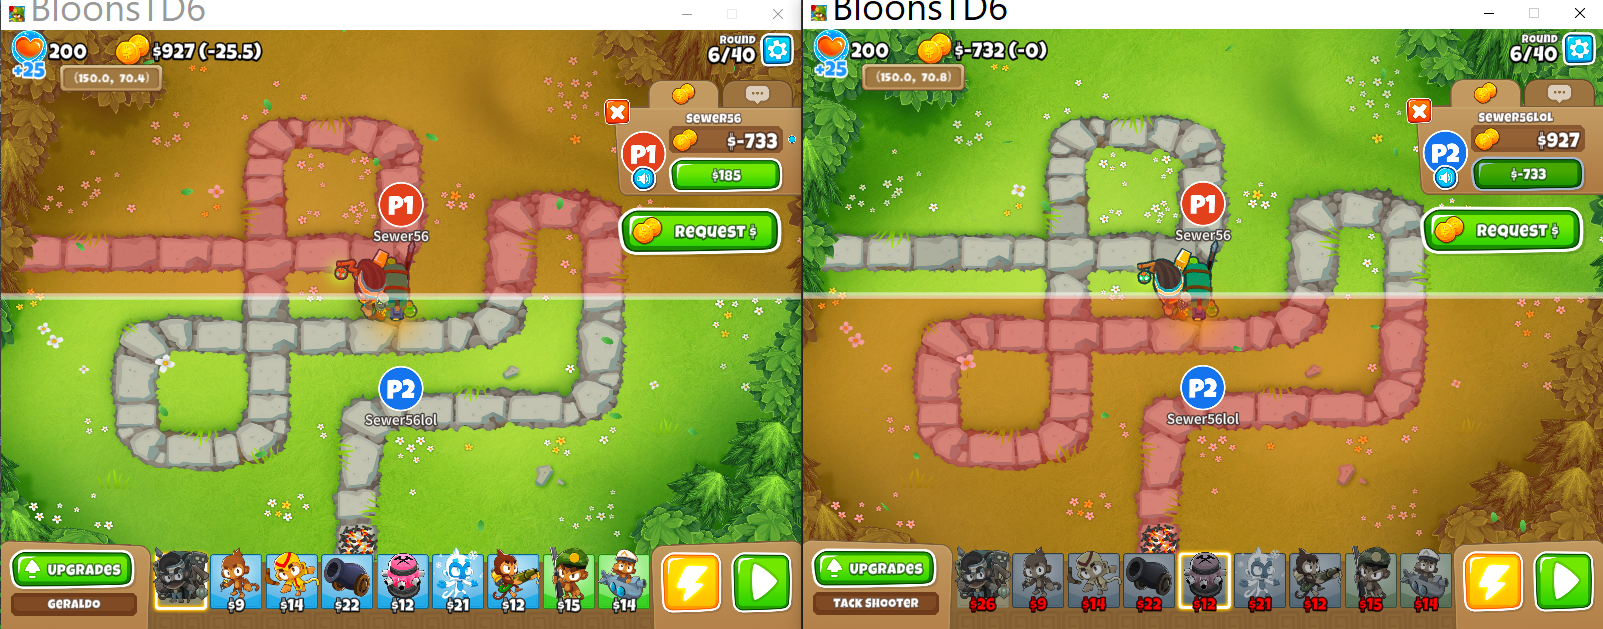 BloonsTD6
200
$927 (-25.5)
+25
(150.0, 70.4)
ROUND
6/40
SEWER56
P1
$-733
$185
REQUEST $
P1
Sewer56
P2
Sewer56lol
UPGRADES
GERALDO
$9
$14
$22
$12
$21
$12
$15
$14
BloonsTD6
200
$-732 (-0)
+25
(150.0, 70.8)
ROUND
6/40
SEWER56LOL
P2
$927
$-733
REQUEST $
P1
Sewer56
P2
Sewer56lol
UPGRADES
TACK SHOOTER
$26
$9
$14
$22
$12
$21
$12
$15
$14